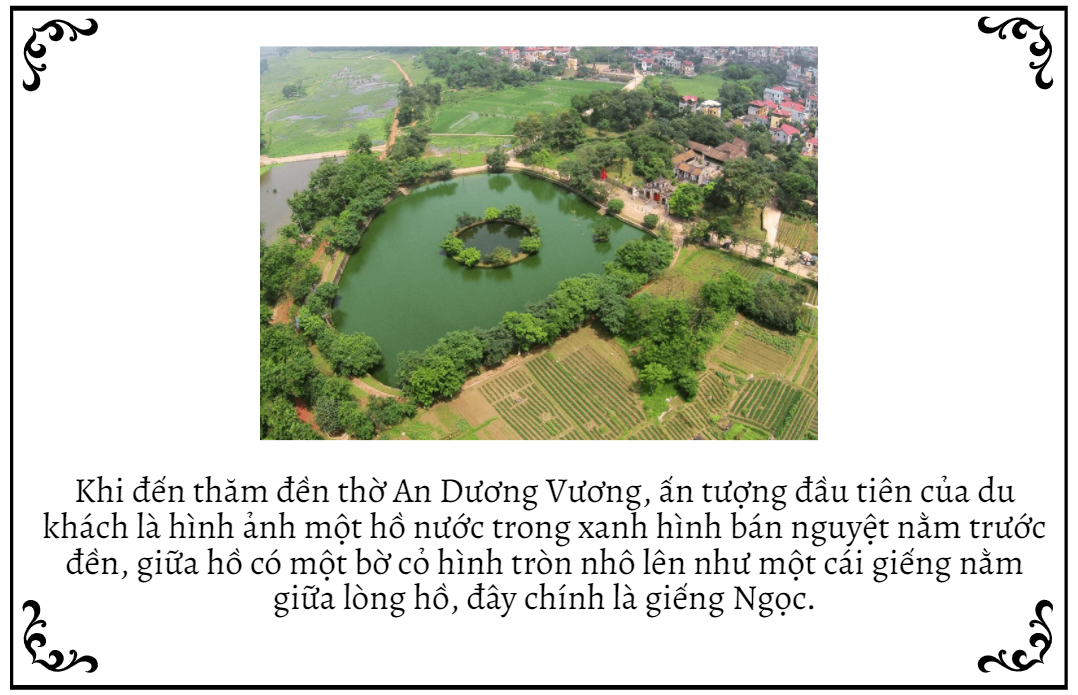 Khi đến thăm đền thờ An Dương Vương, ấn tượng đầu tiên của du
khách là hình ảnh một hồ nước trong xanh hình bán nguyệt nằm trước
đền, giữa hồ có một bờ cỏ hình tròn nhô lên như một cái giếng nằm
giữa lòng hồ, đây chính là giếng Ngọc.